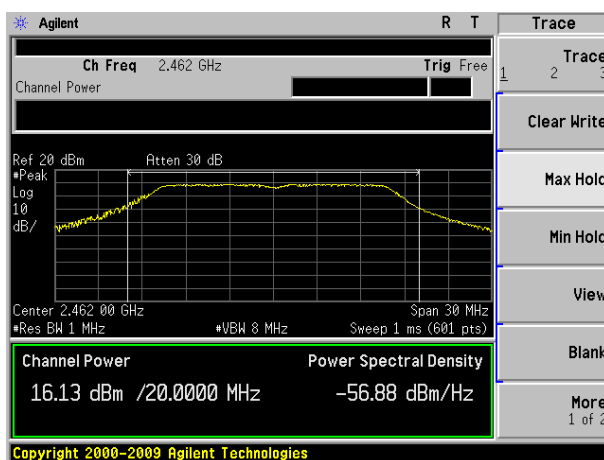 Agilent R T Trace
Ch Freq 2.462 GHz Trig Free
Channel Power
Trace
1 2 3
Clear Write
Max Hold
Min Hold
View
Blank
More
1 of 2
Ref 20 dBm Atten 30 dB
#Peak
Log
10
dB/
Center 2.462 00 GHz Span 30 MHz
#Res BW 1 MHz #VBW 8 MHz Sweep 1 ms (601 pts)
Channel Power Power Spectral Density
16.13 dBm /20.0000 MHz -56.88 dBm/Hz
Copyright 2000-2009 Agilent Technologies